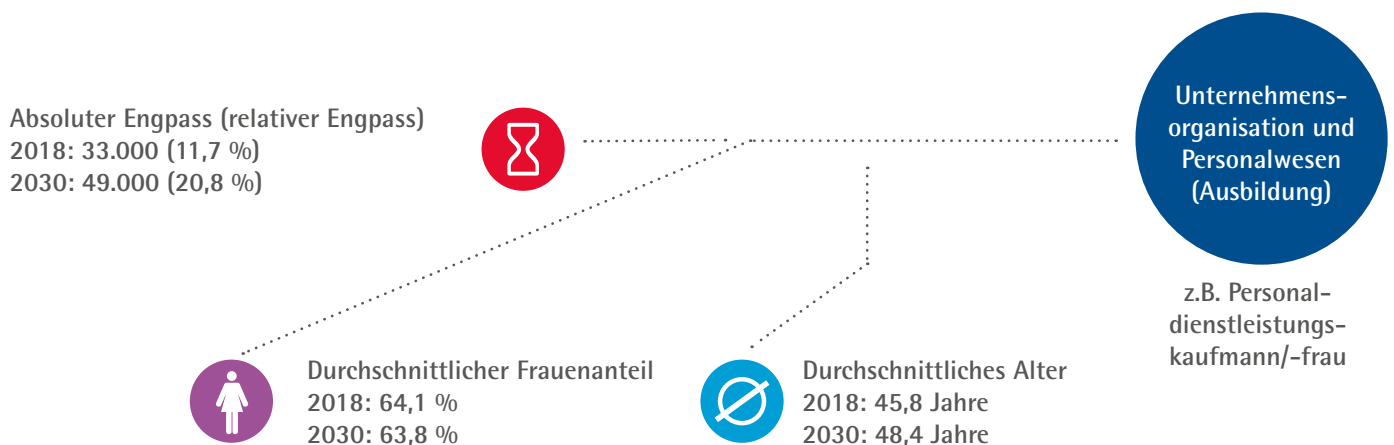 Absoluter Engpass (relativer Engpass)
2018: 33.000 (11,7 %)
2030: 49.000 (20,8 %)
Unternehmens-
organisation und
Personalwesen
(Ausbildung)
z.B. Personal-
dienstleistungs-
kaufmann/-frau
Durchschnittlicher Frauenanteil
2018: 64,1 %
2030: 63,8 %
Durchschnittliches Alter
2018: 45,8 Jahre
2030: 48,4 Jahre